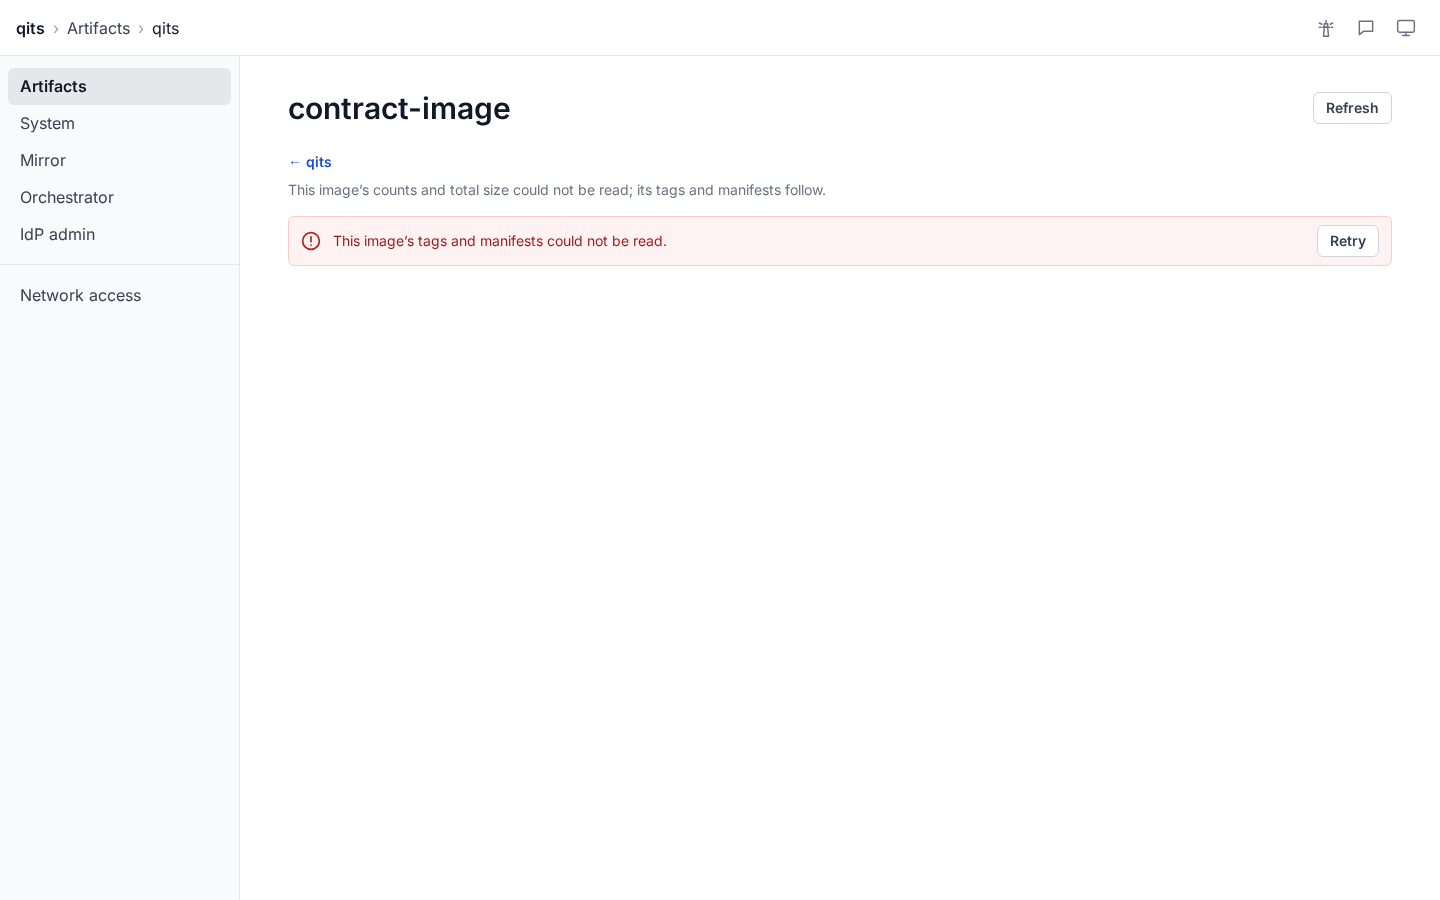 qits › Artifacts › qits
Artifacts
System
Mirror
Orchestrator
IdP admin
Network access
contract-image
Refresh
← qits
This image’s counts and total size could not be read; its tags and manifests follow.
This image’s tags and manifests could not be read.
Retry